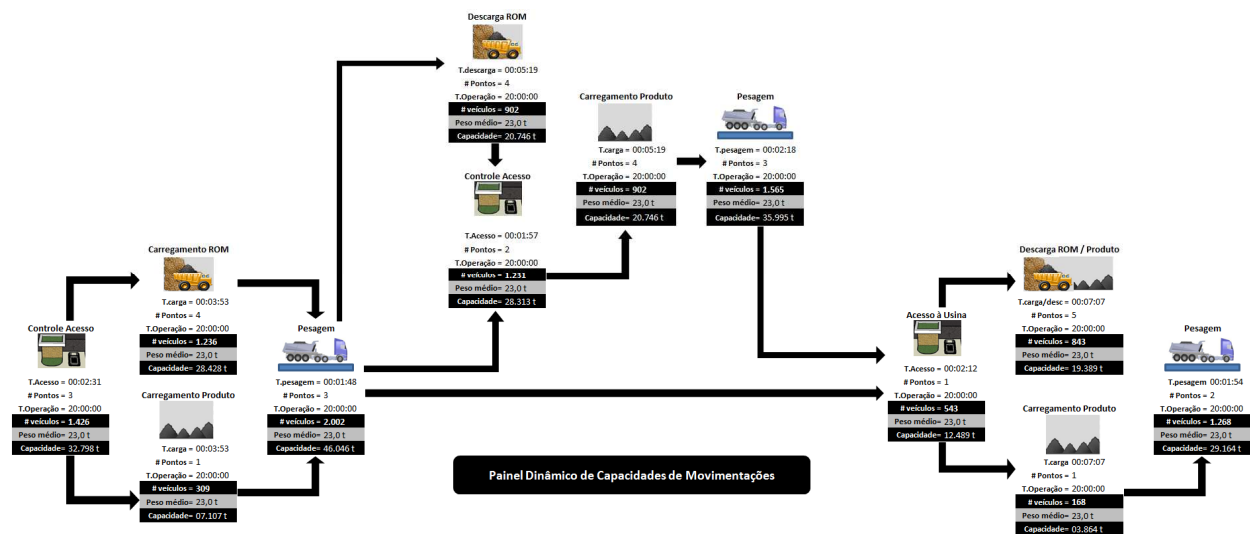 Controle Acesso
T.Acesso = 00:02:31
# Pontos = 3
T.Operação = 20:00:00
# veículos = 1.426
Peso médio= 23,0 t
Capacidade= 32.798 t
Carregamento ROM
T.carga = 00:03:53
# Pontos = 4
T.Operação = 20:00:00
# veículos = 1.236
Peso médio= 23,0 t
Capacidade= 28.428 t
Carregamento Produto
T.carga = 00:03:53
# Pontos = 1
T.Operação = 20:00:00
# veículos = 309
Peso médio= 23,0 t
Capacidade= 07.107 t
Pesagem
T.pesagem = 00:01:48
# Pontos = 3
T.Operação = 20:00:00
# veículos = 2.002
Peso médio= 23,0 t
Capacidade= 46.046 t
Descarga ROM
T.descarga = 00:05:19
# Pontos = 4
T.Operação = 20:00:00
# veículos = 902
Peso médio= 23,0 t
Capacidade= 20.746 t
Controle Acesso
T.Acesso = 00:01:57
# Pontos = 2
T.Operação = 20:00:00
# veículos = 1.231
Peso médio= 23,0 t
Capacidade= 28.313 t
Carregamento Produto
T.carga = 00:05:19
# Pontos = 4
T.Operação = 20:00:00
# veículos = 902
Peso médio= 23,0 t
Capacidade= 20.746 t
Pesagem
T.pesagem = 00:02:18
# Pontos = 3
T.Operação = 20:00:00
# veículos = 1.565
Peso médio= 23,0 t
Capacidade= 35.995 t
Acesso à Usina
T.Acesso = 00:02:12
# Pontos = 1
T.Operação = 20:00:00
# veículos = 543
Peso médio= 23,0 t
Capacidade= 12.489 t
Descarga ROM / Produto
T.carga/desc = 00:07:07
# Pontos = 5
T.Operação = 20:00:00
# veículos = 843
Peso médio= 23,0 t
Capacidade= 19.389 t
Carregamento Produto
T.carga 00:07:07
# Pontos = 1
T.Operação = 20:00:00
# veículos = 168
Peso médio= 23,0 t
Capacidade= 03.864 t
Pesagem
T.pesagem 00:01:54
# Pontos = 2
T.Operação = 20:00:00
# veículos = 1.268
Peso médio= 23,0 t
Capacidade= 29.164 t
Painel Dinâmico de Capacidades de Movimentações